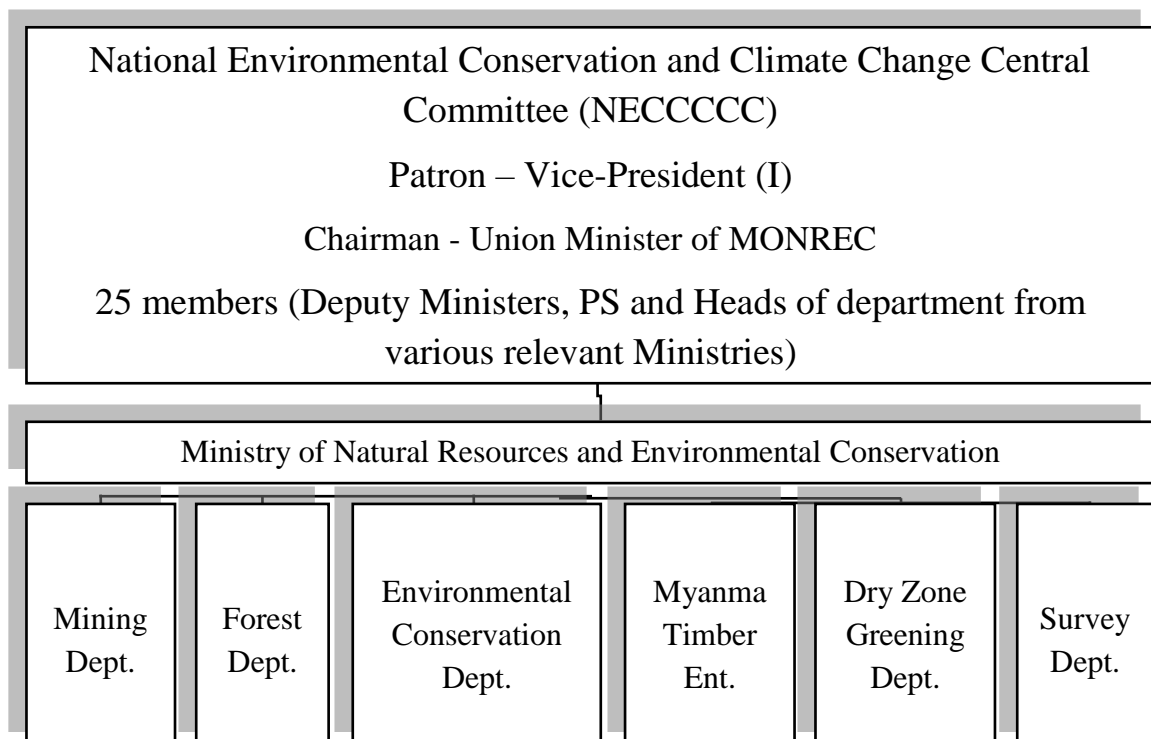 National Environmental Conservation and Climate Change Central
Committee (NECCCCC)
Patron – Vice-President (I)
Chairman - Union Minister of MONREC
25 members (Deputy Ministers, PS and Heads of department from
various relevant Ministries)
Ministry of Natural Resources and Environmental Conservation
Mining
Dept.
Forest
Dept.
Environmental
Conservation
Dept.
Myanma
Timber
Ent.
Dry Zone
Greening
Dept.
Survey
Dept.